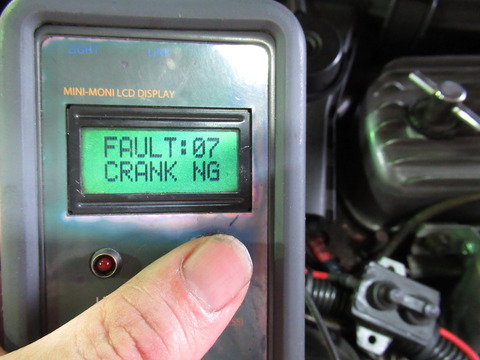 MINI-MONI LCD DISPLAY
FAULT:07
CRANK NG